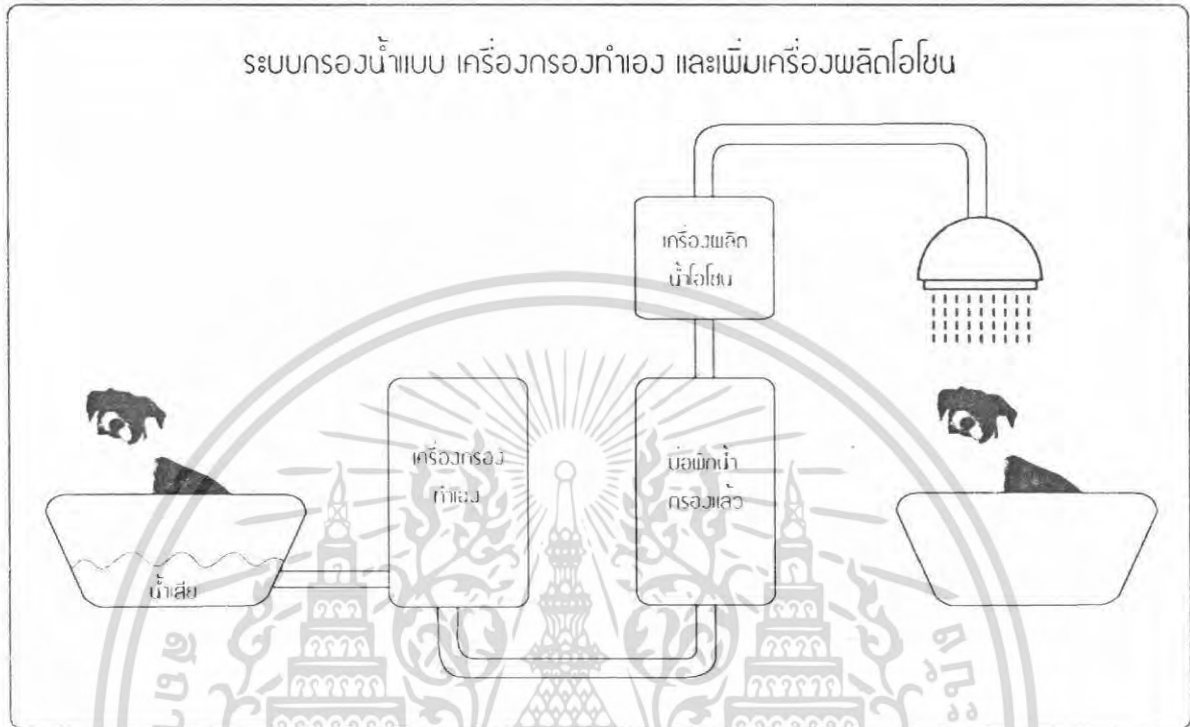 ระบบกรองน้ำแบบ เครื่องกรองทำเอง และเพิ่มเครื่องผลิตโอโซน
เครื่องผลิต
น้ำโอโซน
เครื่องกรอง
ทำเอง
บ่อพักน้ำ
กรองแล้ว
น้ำเสีย